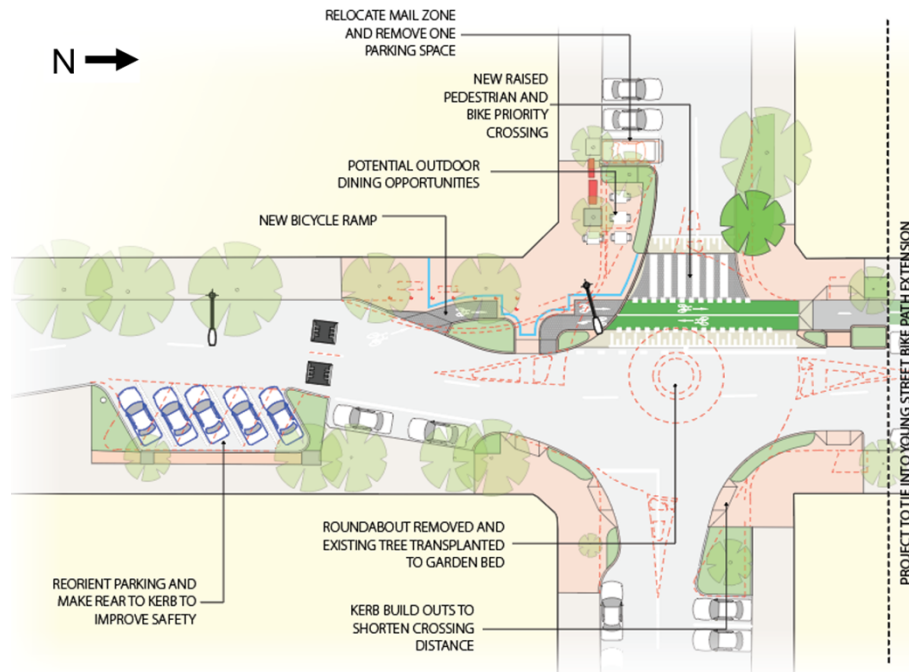 RELOCATE MAIL ZONE
AND REMOVE ONE
PARKING SPACE
N
NEW RAISED
PEDESTRIAN AND
BIKE PRIORITY
CROSSING
POTENTIAL OUTDOOR
DINING OPPORTUNITIES
NEW BICYCLE RAMP
PROJECT TO TIE INTO YOUNG STREET BIKE PATH EXTENSION
ROUNDABOUT REMOVED AND
EXISTING TREE TRANSPLANTED
TO GARDEN BED
REORIENT PARKING AND
MAKE REAR TO KERB TO
IMPROVE SAFETY
KERB BUILD OUTS TO
SHORTEN CROSSING
DISTANCE